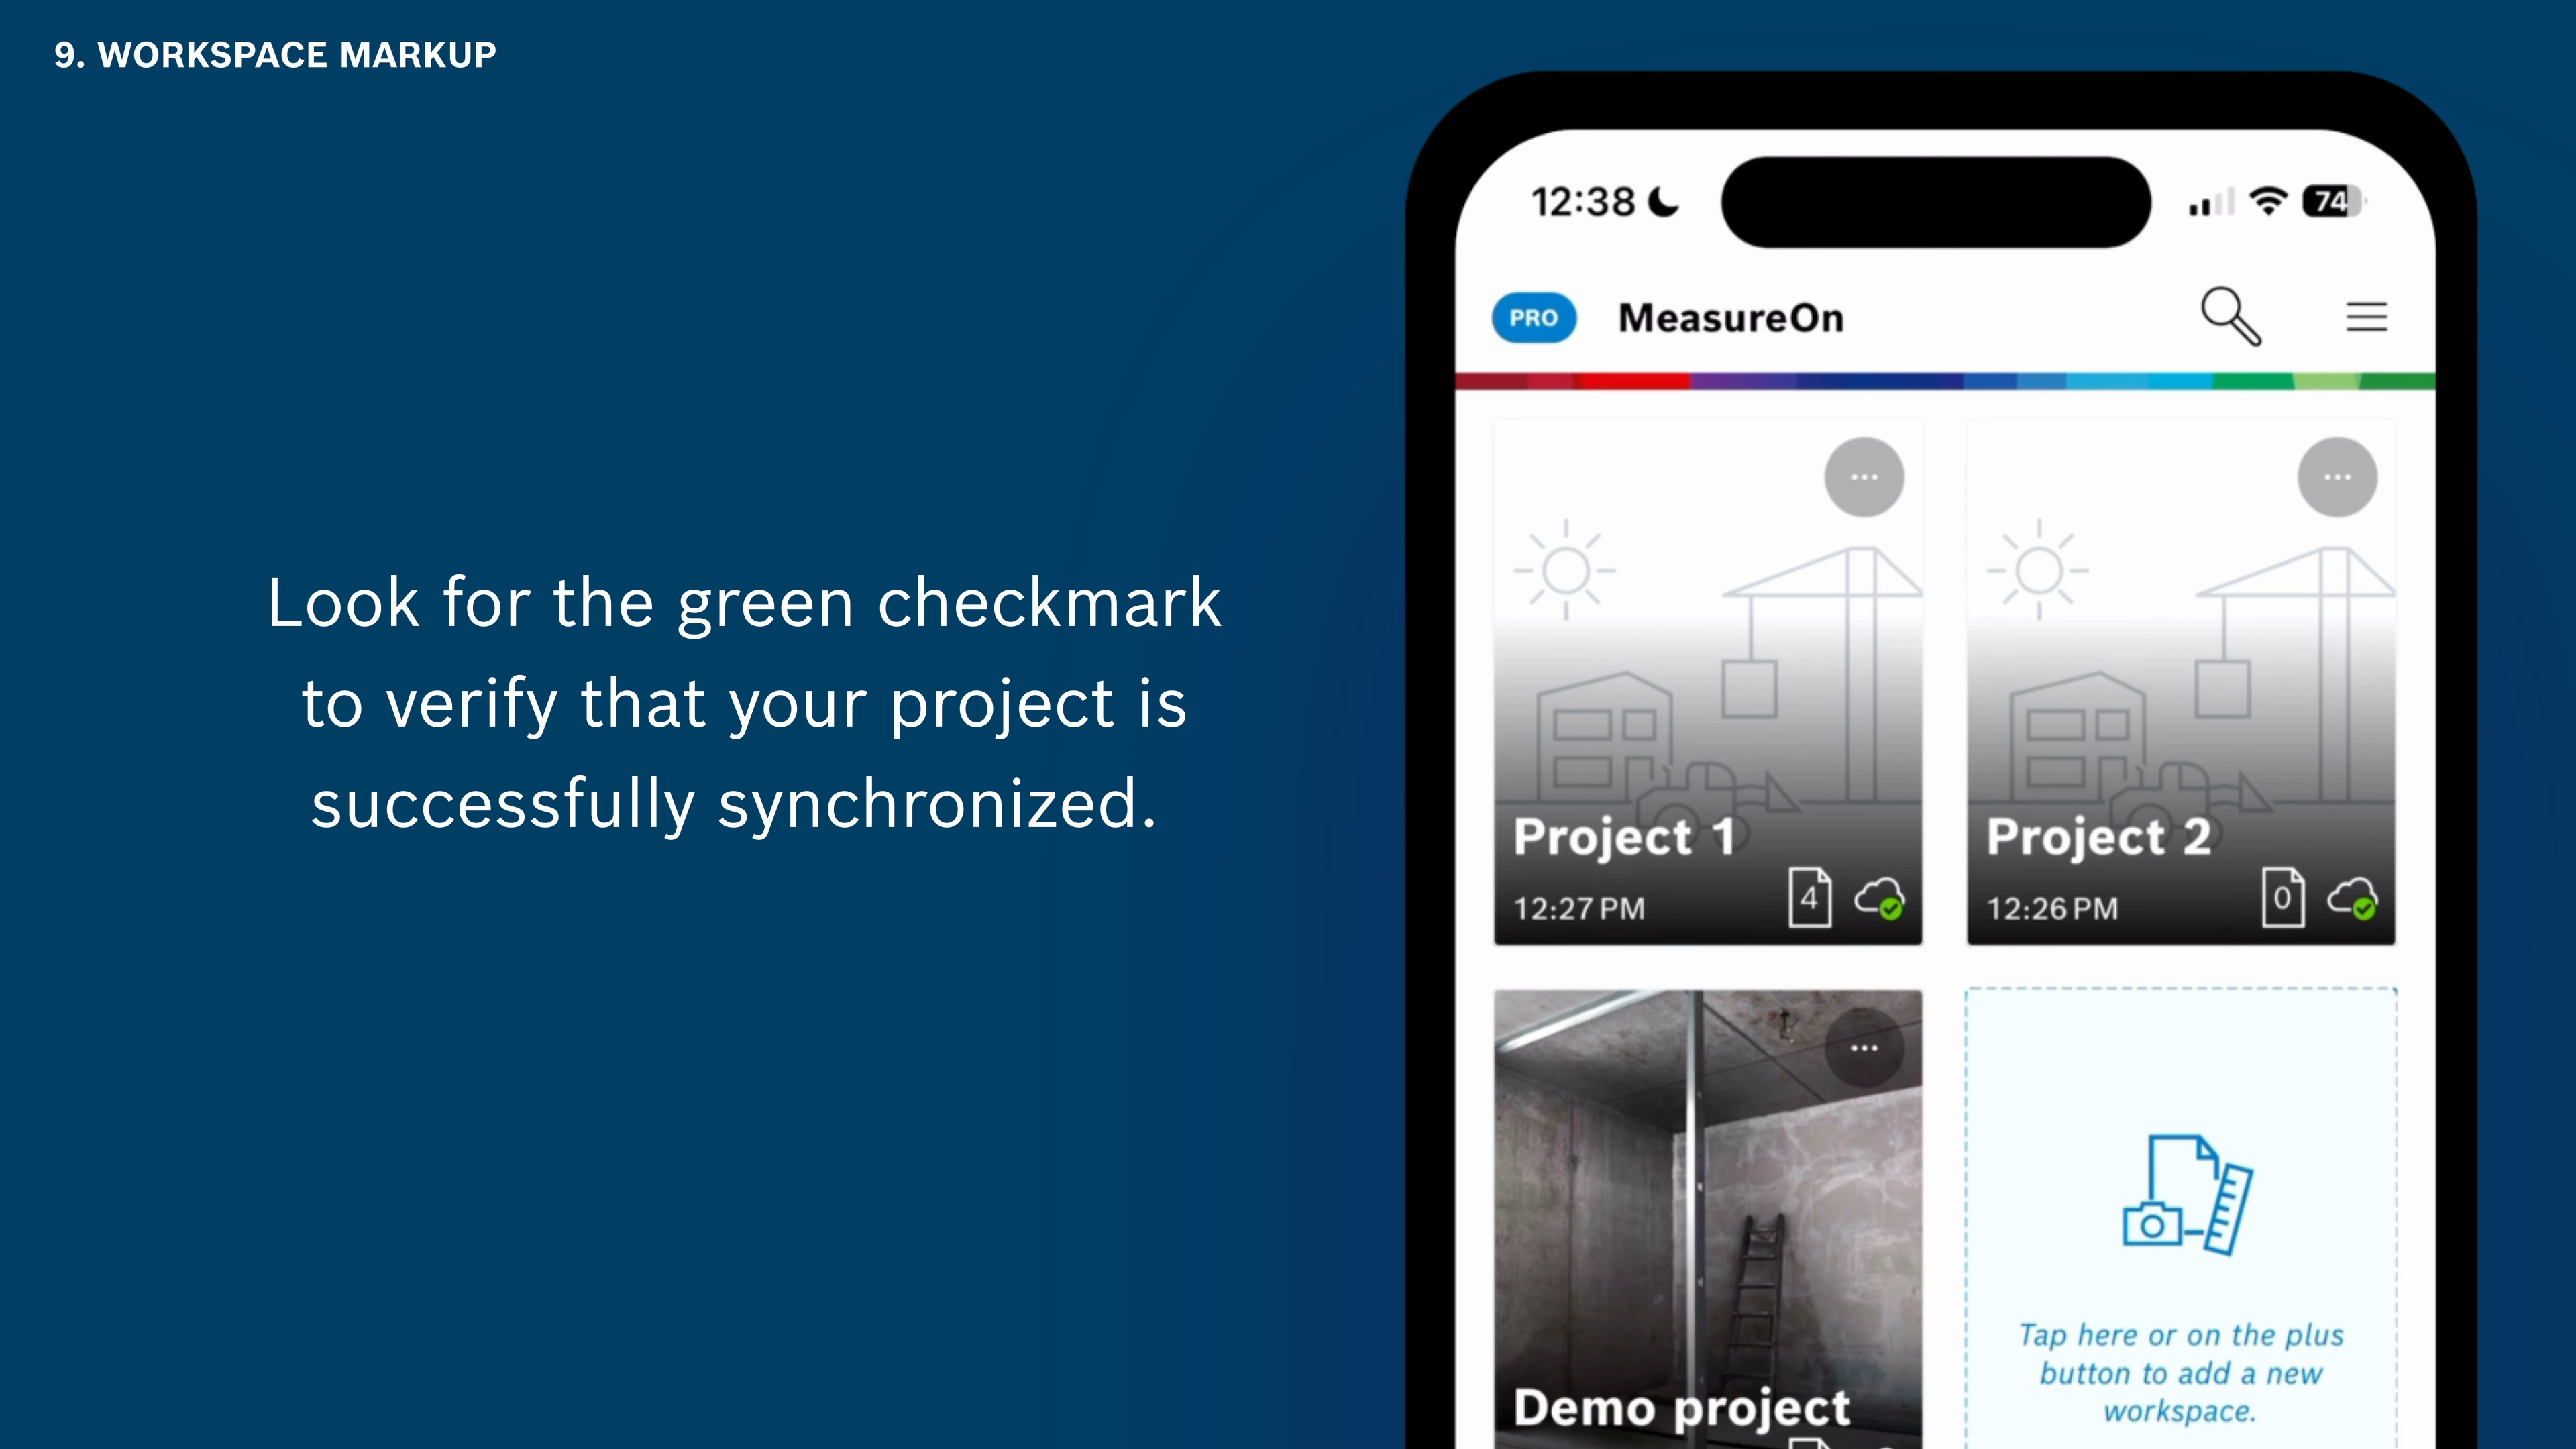 9. WORKSPACE MARKUP
Look for the green checkmark
to verify that your project is
successfully synchronized.
12:38
74
PRO
MeasureOn
Project 1
12:27 PM
4
Project 2
12:26 PM
0
Demo project
Tap here or on the plus
button to add a new
workspace.